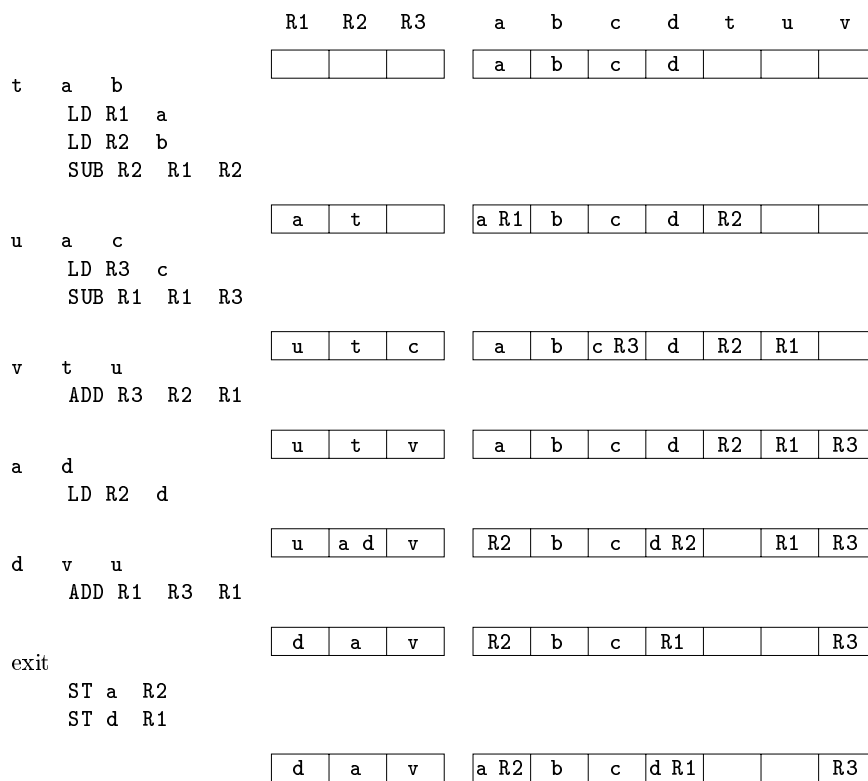 R1 R2 R3 a b c d t u v
a b c d
t a b
LD R1 a
LD R2 b
SUB R2 R1 R2
a t a R1 b c d R2
u a c
LD R3 c
SUB R1 R1 R3
u t c a b c R3 d R2 R1
v t u
ADD R3 R2 R1
u t v a b c d R2 R1 R3
a d
LD R2 d
u a d v R2 b c d R2 R1 R3
d v u
ADD R1 R3 R1
d a v R2 b c R1 R3
exit
ST a R2
ST d R1
d a v a R2 b c d R1 R3